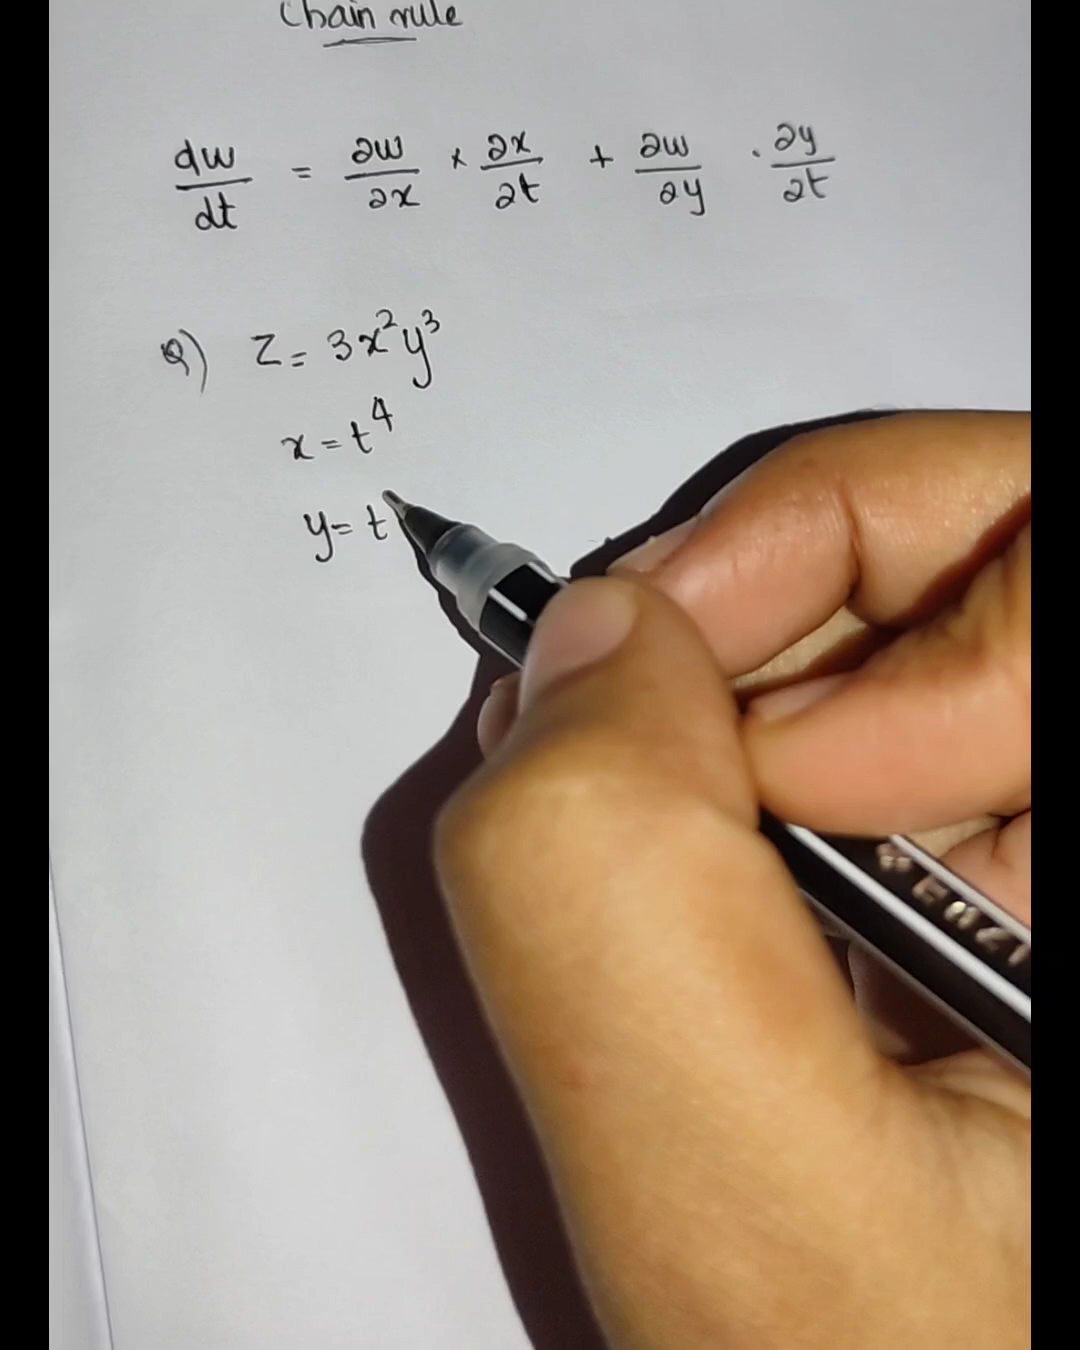 Chain rule
dw/dt = ∂w/∂x × ∂x/∂t + ∂w/∂y · ∂y/∂t
Q) z = 3x²y³
x = t⁴
y = t